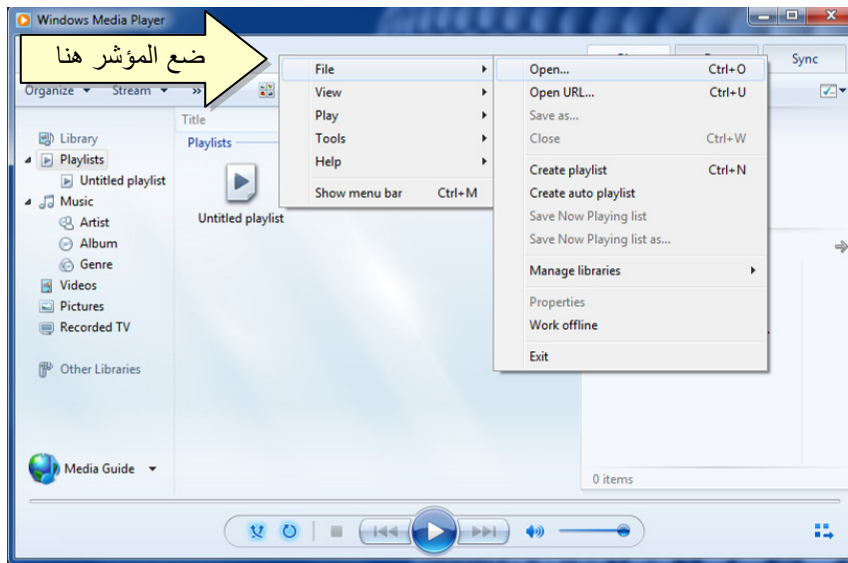 Windows Media Player
ضع المؤشر هنا
Sync
Organize Stream »
Title
Library
Playlists
Untitled playlist
Music
Artist
Album
Genre
Videos
Pictures
Recorded TV
Other Libraries
Media Guide
Playlists
Untitled playlist
File
View
Play
Tools
Help
Show menu bar Ctrl+M
Open... Ctrl+O
Open URL... Ctrl+U
Save as...
Close Ctrl+W
Create playlist Ctrl+N
Create auto playlist
Save Now Playing list
Save Now Playing list as...
Manage libraries
Properties
Work offline
Exit
0 items